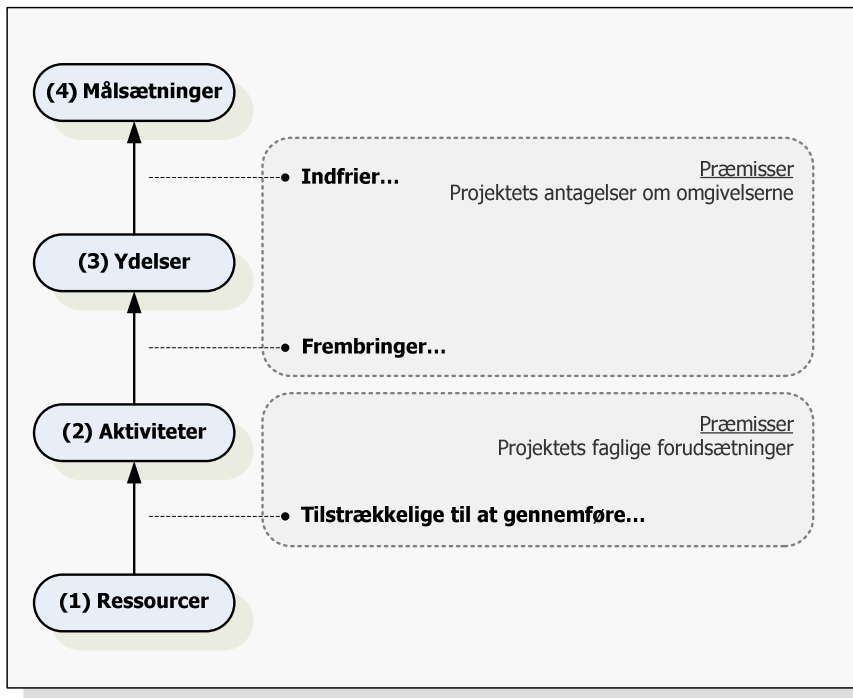 (4) Målsætninger
Præmisser
Indfrier...
Projektets antagelser om omgivelserne
(3) Ydelser
Frembringer...
(2) Aktiviteter
Præmisser
Projektets faglige forudsætninger
Tilstrækkelige til at gennemføre...
(1) Ressourcer